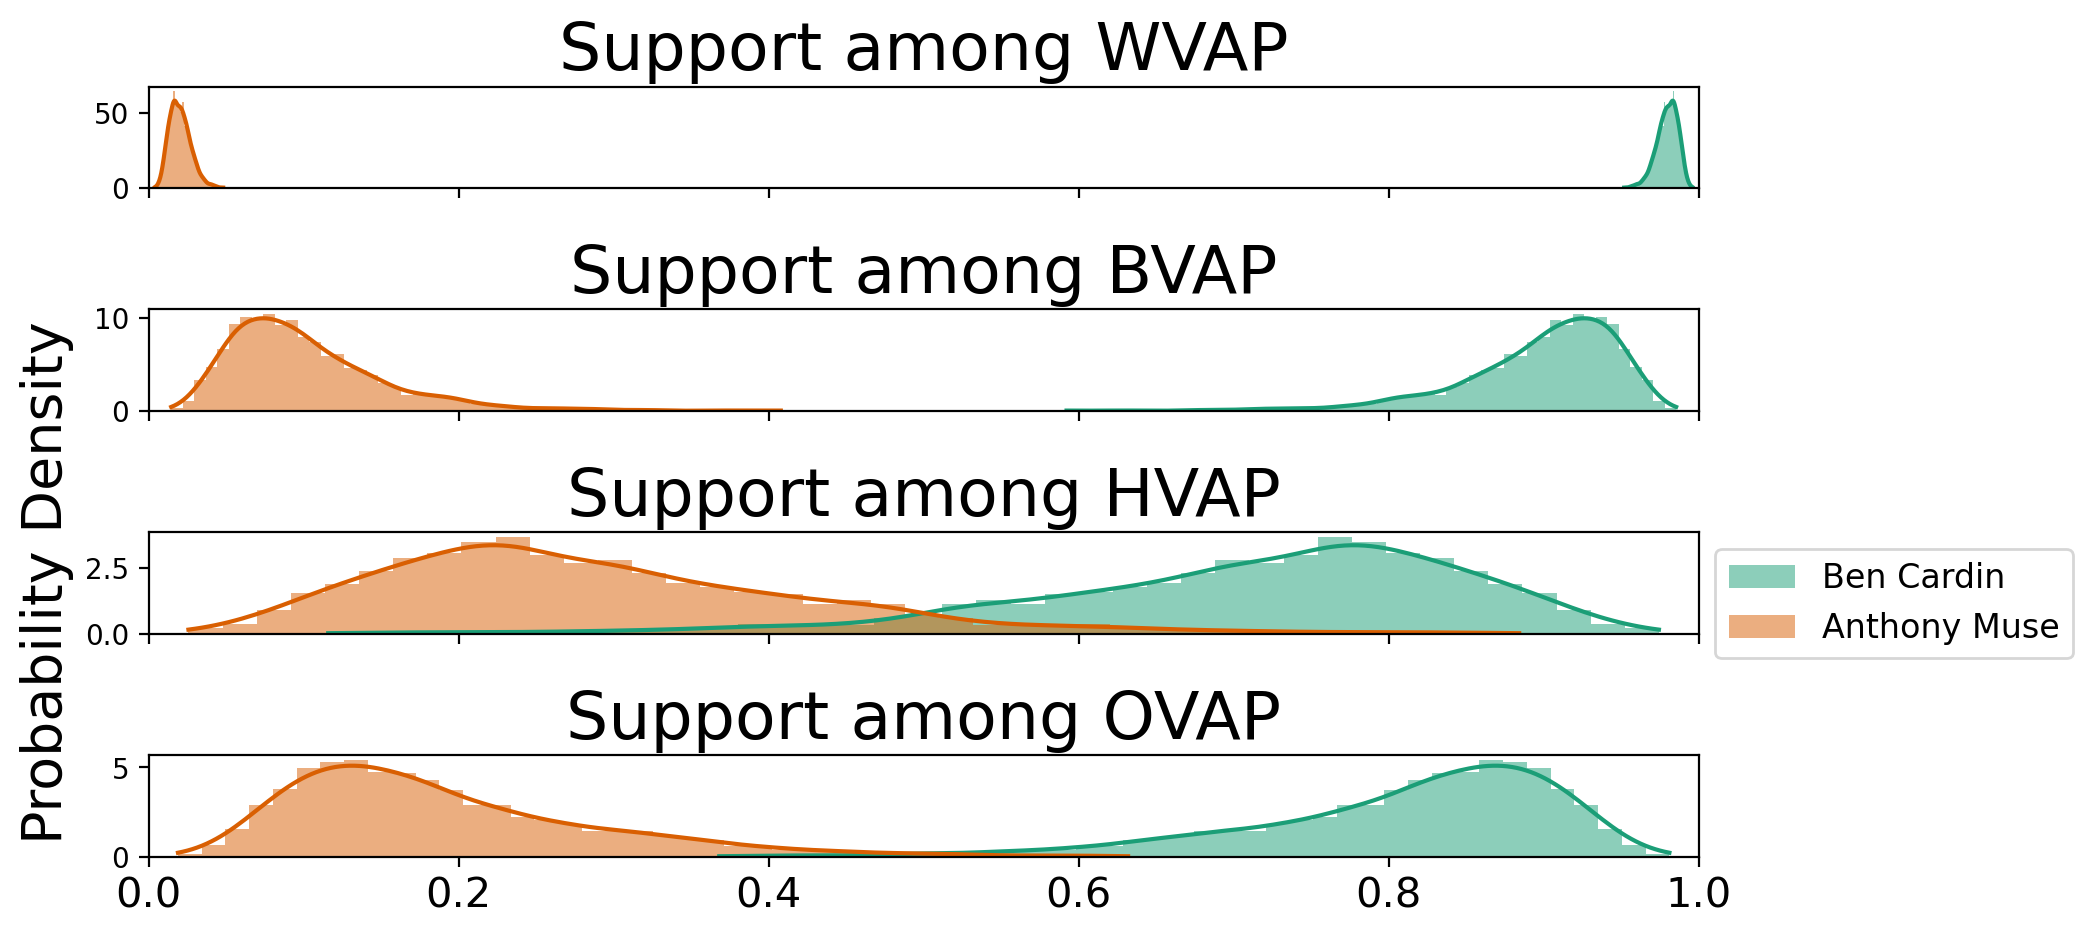 Support among WVAP
50
0
Support among BVAP
10
0
Support among HVAP
2.5
0.0
Support among OVAP
5
0
0.0 0.2 0.4 0.6 0.8 1.0
Probability Density
Ben Cardin
Anthony Muse